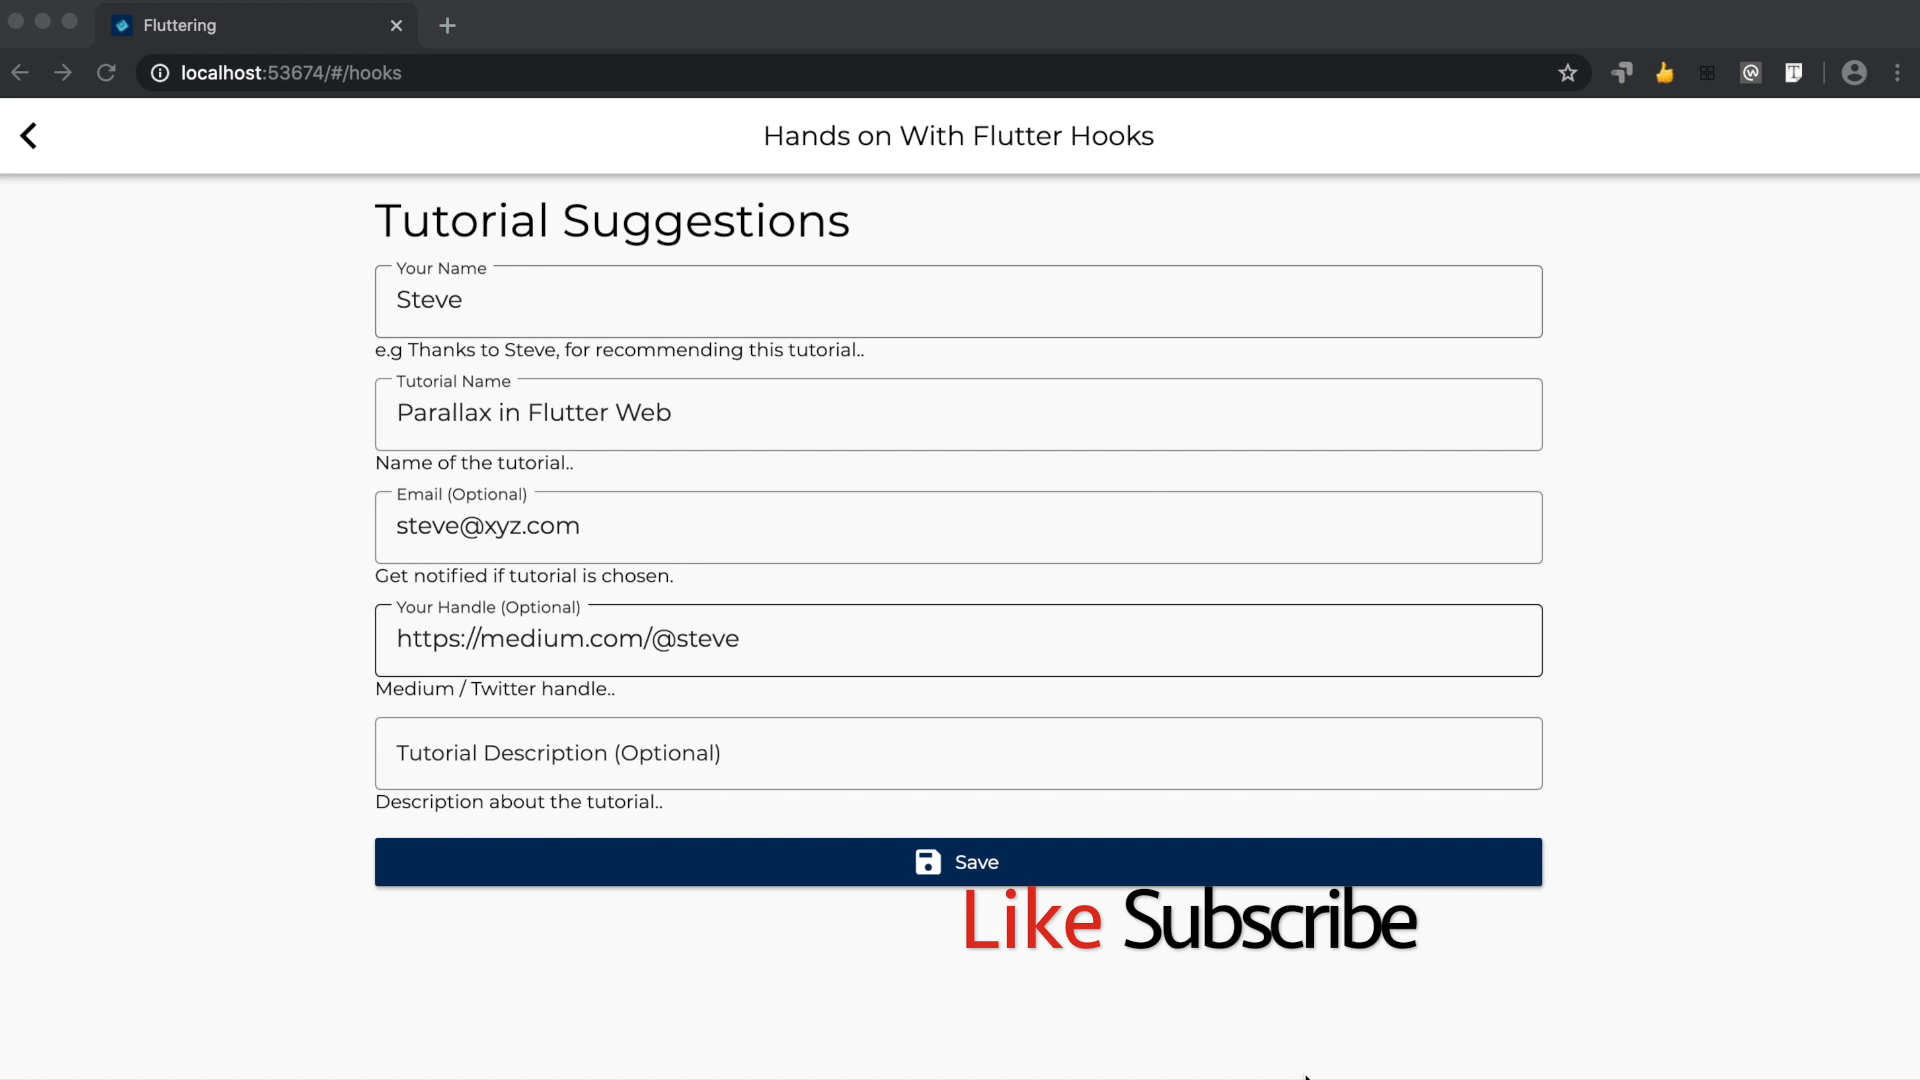 Fluttering
localhost:53674/#/hooks
Hands on With Flutter Hooks
Tutorial Suggestions
Your Name
Steve
e.g Thanks to Steve, for recommending this tutorial..
Tutorial Name
Parallax in Flutter Web
Name of the tutorial..
Email (Optional)
steve@xyz.com
Get notified if tutorial is chosen.
Your Handle (Optional)
https://medium.com/@steve
Medium / Twitter handle..
Tutorial Description (Optional)
Description about the tutorial..
Save
Like Subscribe